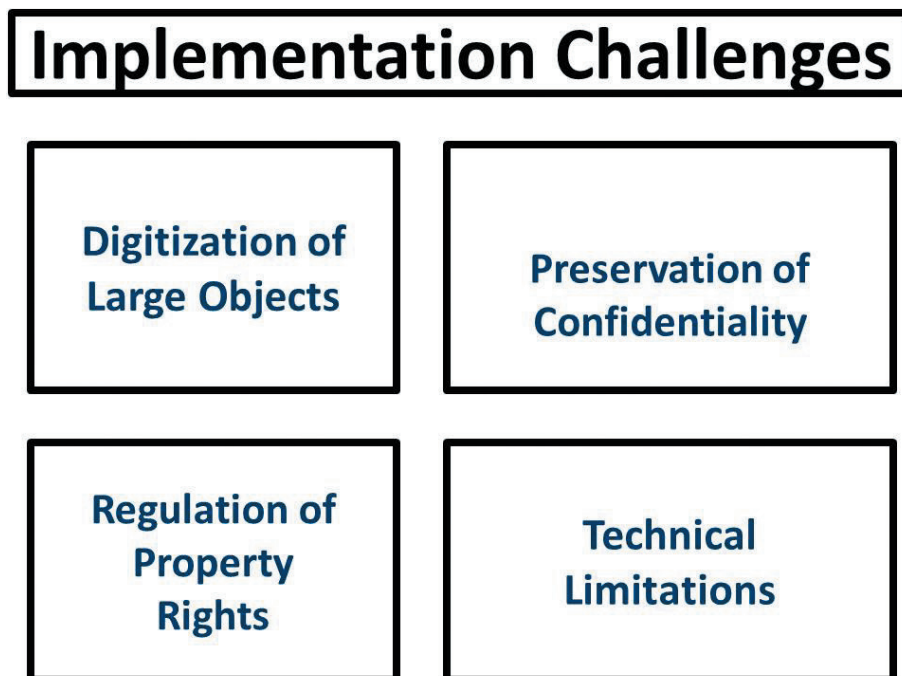 Implementation Challenges
Digitization of
Large Objects
Preservation of
Confidentiality
Regulation of
Property
Rights
Technical
Limitations